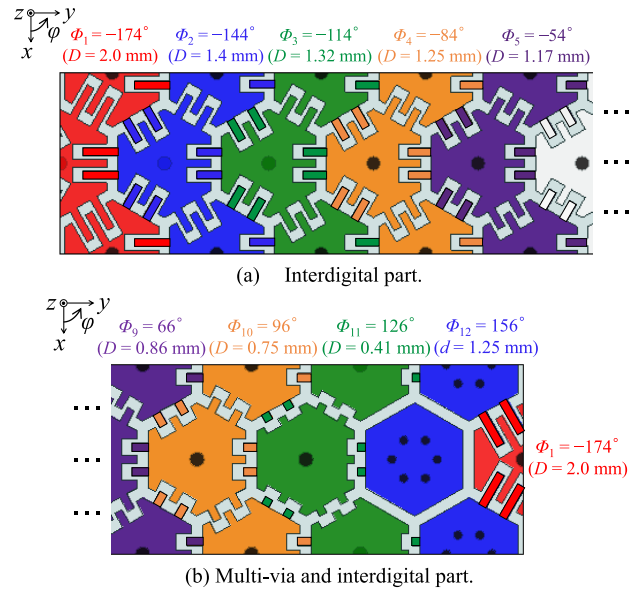 z y
φ
x
Φ₁ = −174° Φ₂ = −144° Φ₃ = −114° Φ₄ = −84° Φ₅ = −54°
(D = 2.0 mm) (D = 1.4 mm) (D = 1.32 mm) (D = 1.25 mm) (D = 1.17 mm)
(a) Interdigital part.
z y
φ
x
Φ₉ = 66° Φ₁₀ = 96° Φ₁₁ = 126° Φ₁₂ = 156°
(D = 0.86 mm) (D = 0.75 mm) (D = 0.41 mm) (d = 1.25 mm)
Φ₁ = −174°
(D = 2.0 mm)
(b) Multi-via and interdigital part.